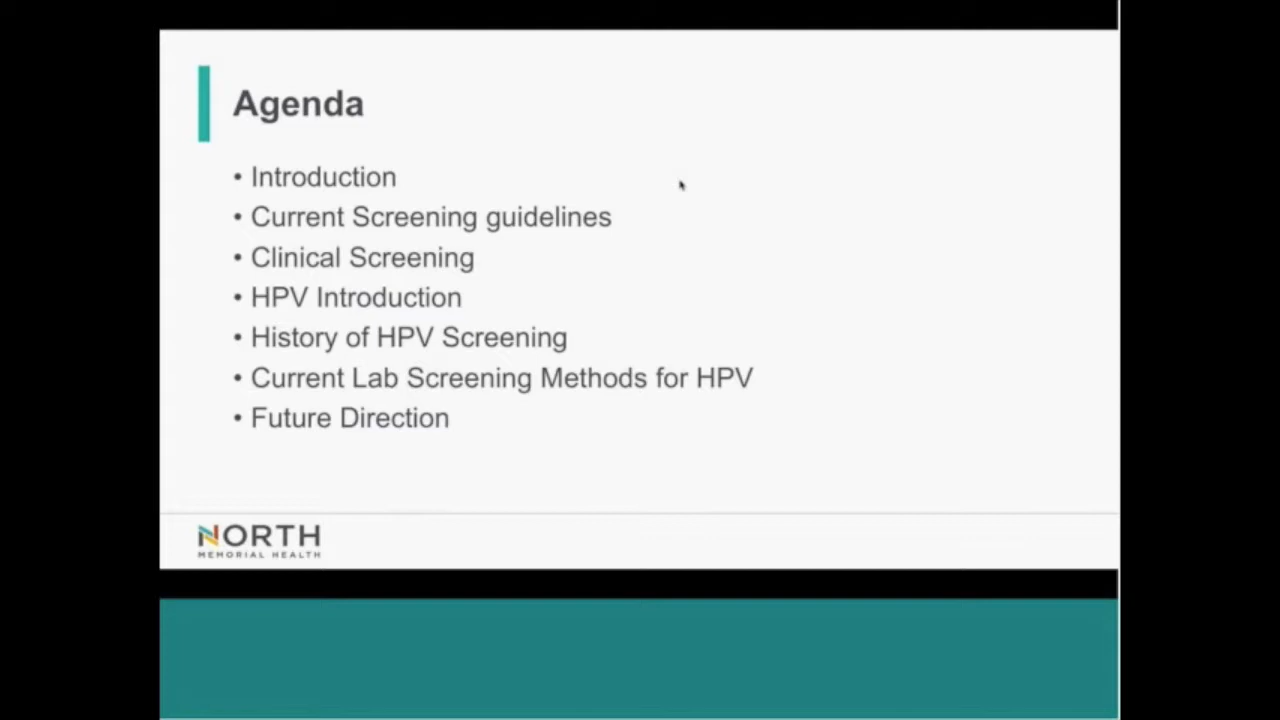 Agenda
• Introduction
• Current Screening guidelines
• Clinical Screening
• HPV Introduction
• History of HPV Screening
• Current Lab Screening Methods for HPV
• Future Direction
NORTH
MEMORIAL HEALTH